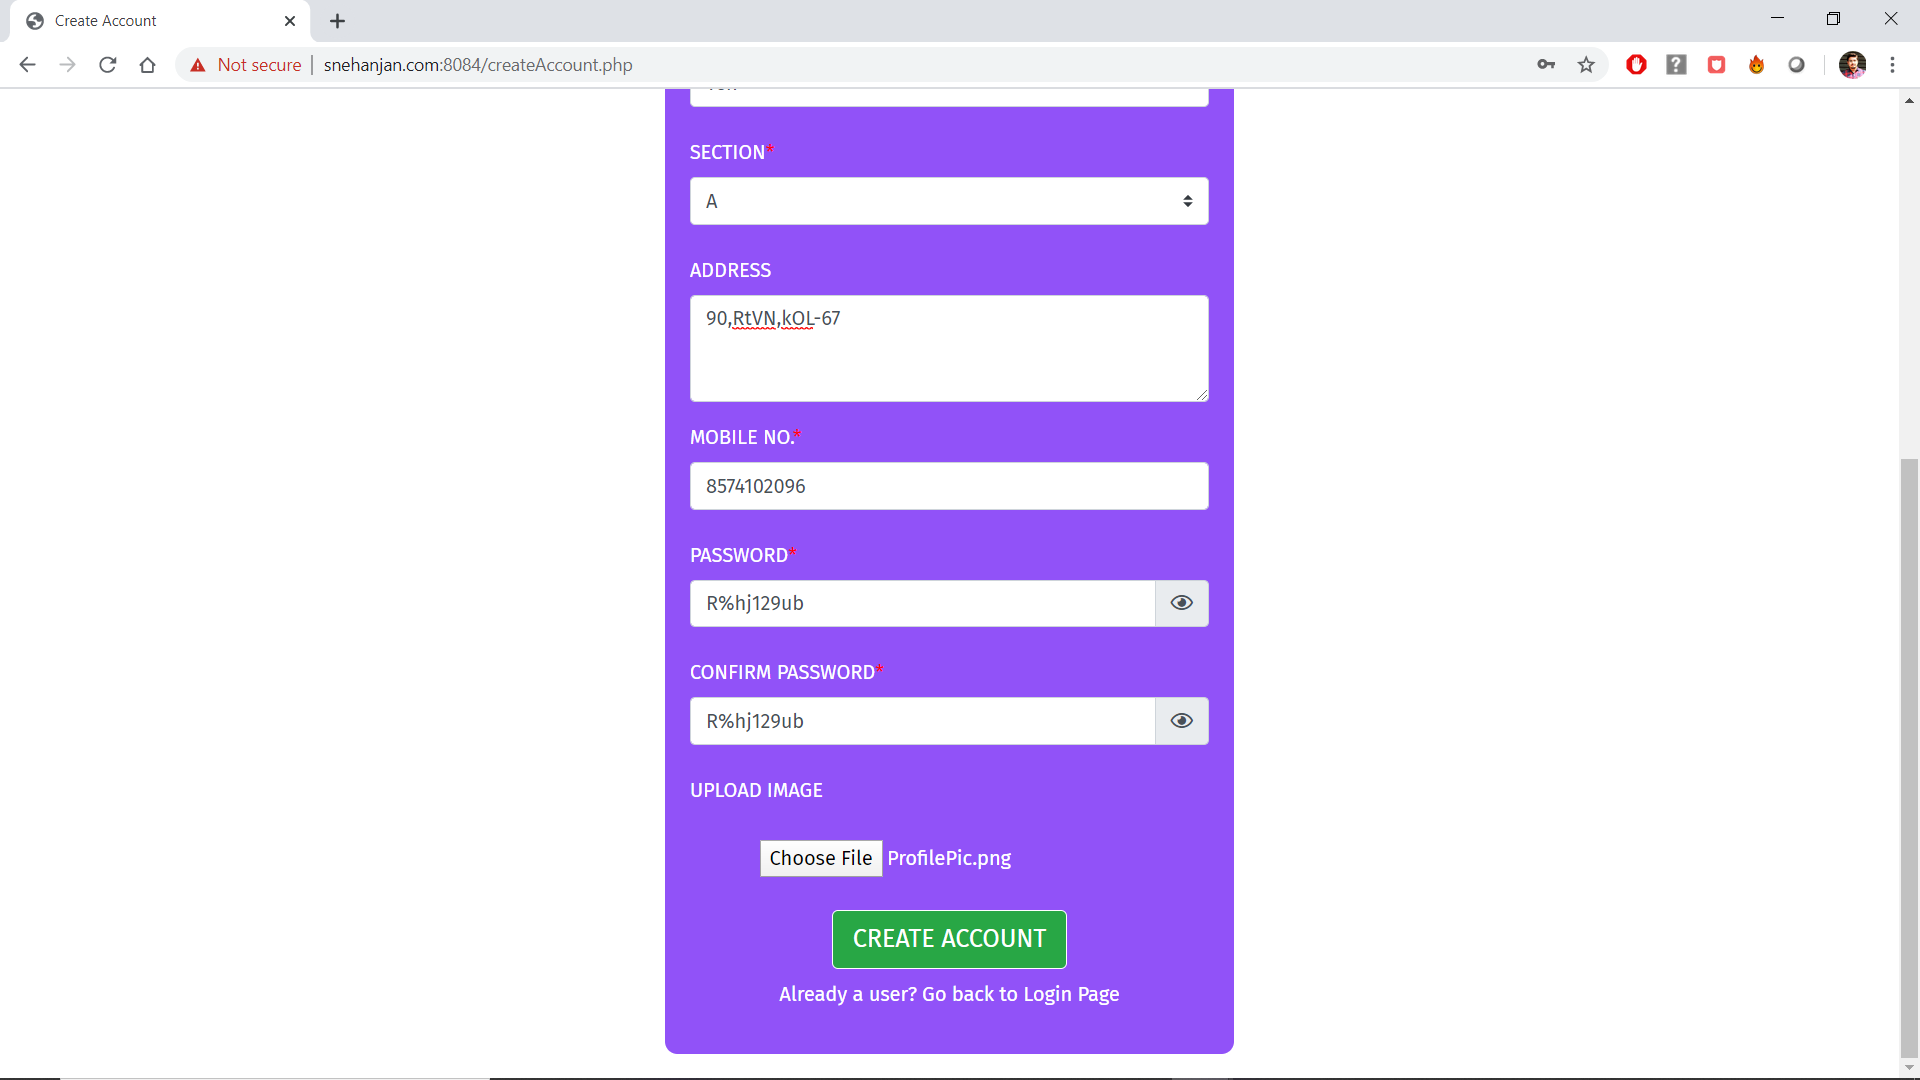 Create Account
Not secure | snehanjan.com:8084/createAccount.php
SECTION*
A
ADDRESS
90,RtVN,kOL-67
MOBILE NO.*
8574102096
PASSWORD*
R%hj129ub
CONFIRM PASSWORD*
R%hj129ub
UPLOAD IMAGE
Choose File ProfilePic.png
CREATE ACCOUNT
Already a user? Go back to Login Page